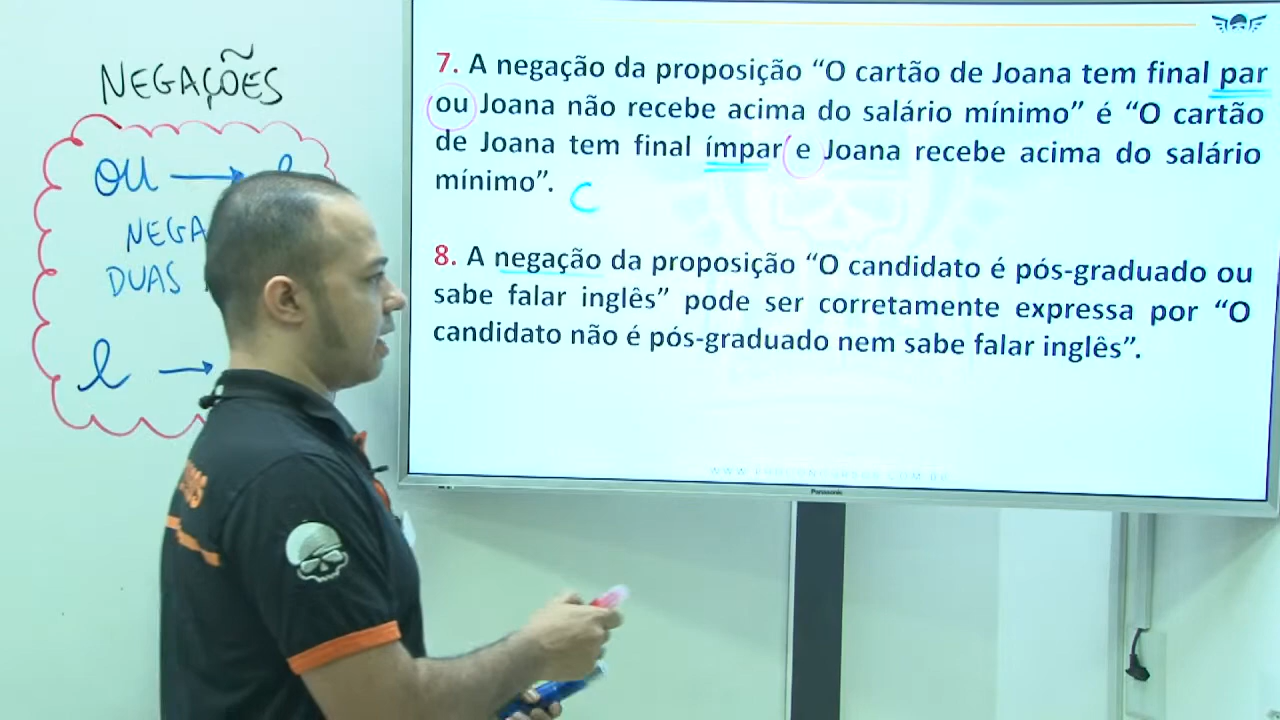 NEGAÇÕES
OU → e
NEGA
DUAS
e →
7. A negação da proposição “O cartão de Joana tem final par
ou Joana não recebe acima do salário mínimo” é “O cartão
de Joana tem final ímpar e Joana recebe acima do salário
mínimo”. C
8. A negação da proposição “O candidato é pós-graduado ou
sabe falar inglês” pode ser corretamente expressa por “O
candidato não é pós-graduado nem sabe falar inglês”.
Panasonic